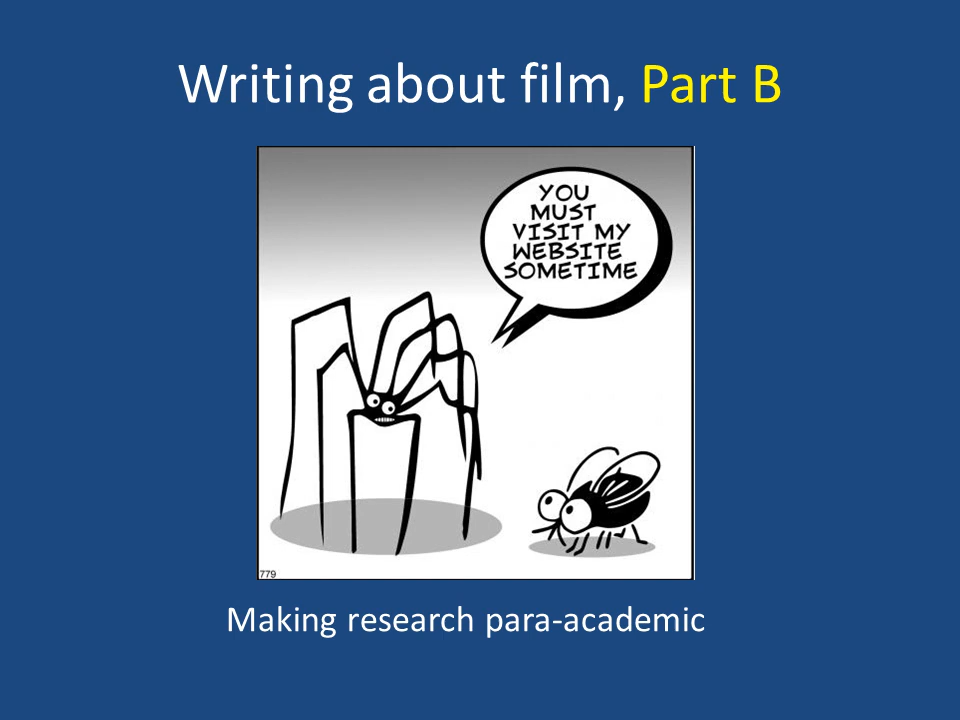 Writing about film, Part B
YOU
MUST
VISIT MY
WEBSITE
SOMETIME
779
Making research para-academic